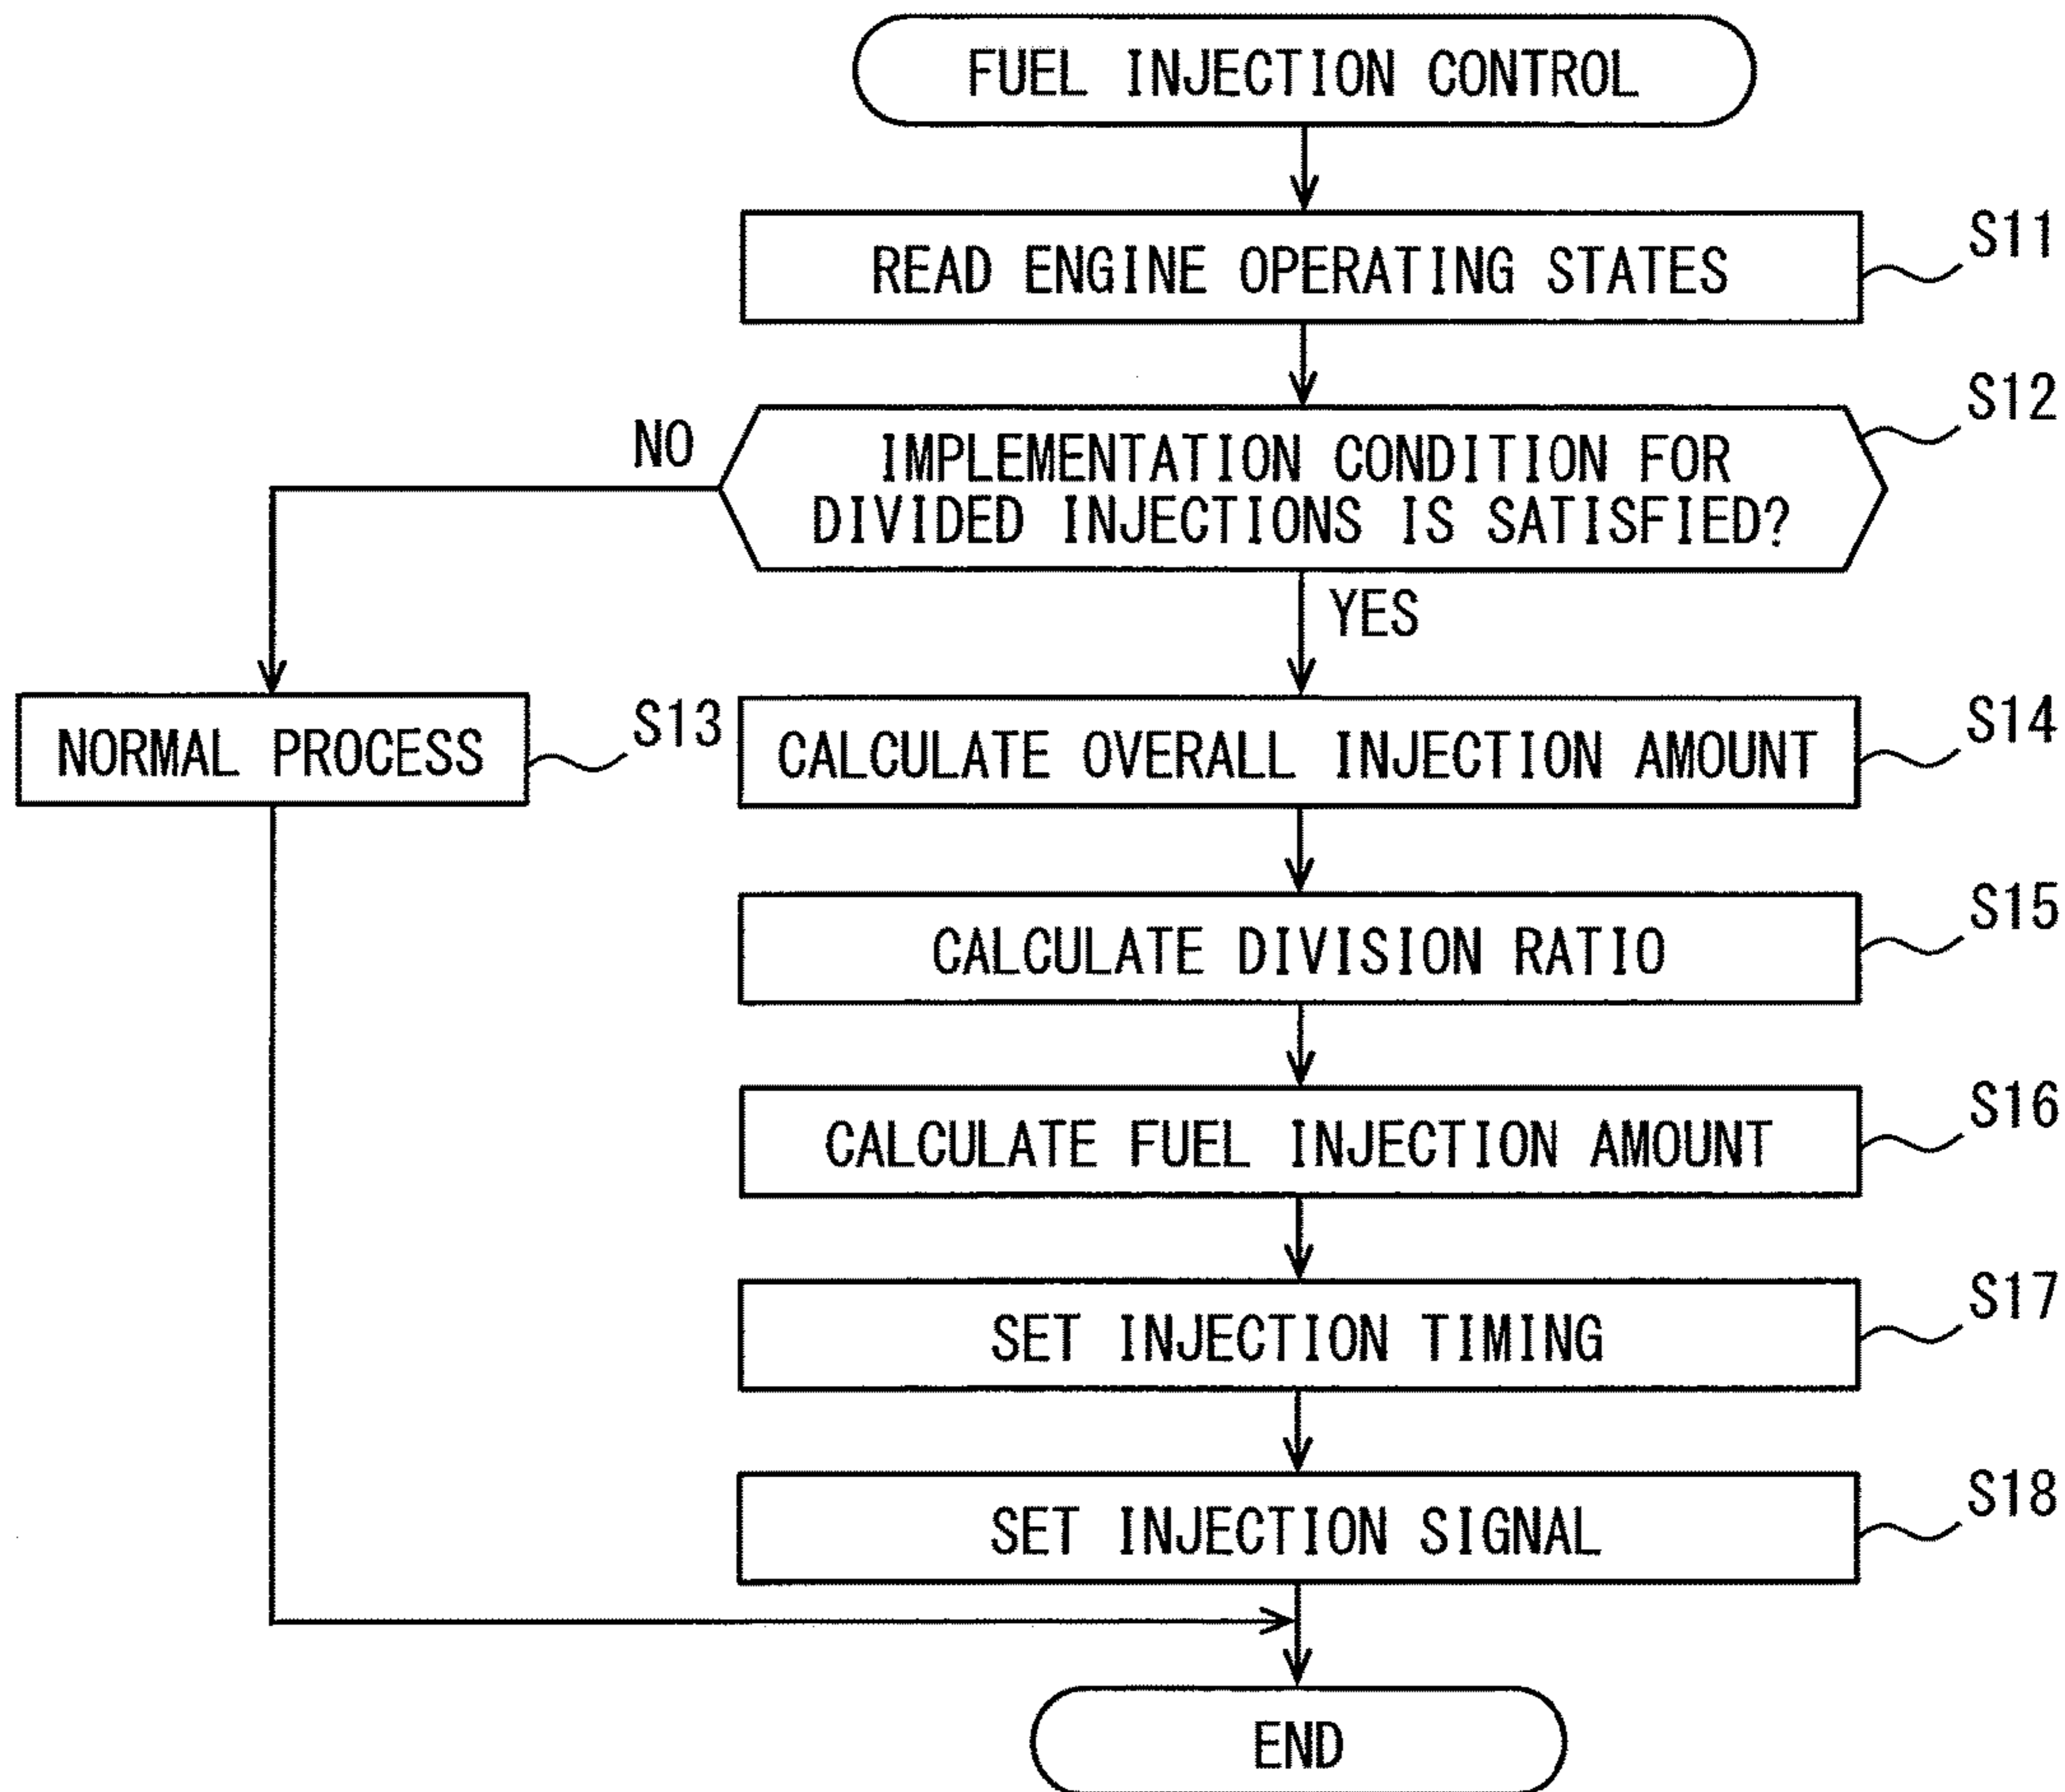 FUEL INJECTION CONTROL
READ ENGINE OPERATING STATES
S11
IMPLEMENTATION CONDITION FOR
DIVIDED INJECTIONS IS SATISFIED?
S12
NO
YES
NORMAL PROCESS
S13
CALCULATE OVERALL INJECTION AMOUNT
S14
CALCULATE DIVISION RATIO
S15
CALCULATE FUEL INJECTION AMOUNT
S16
SET INJECTION TIMING
S17
SET INJECTION SIGNAL
S18
END